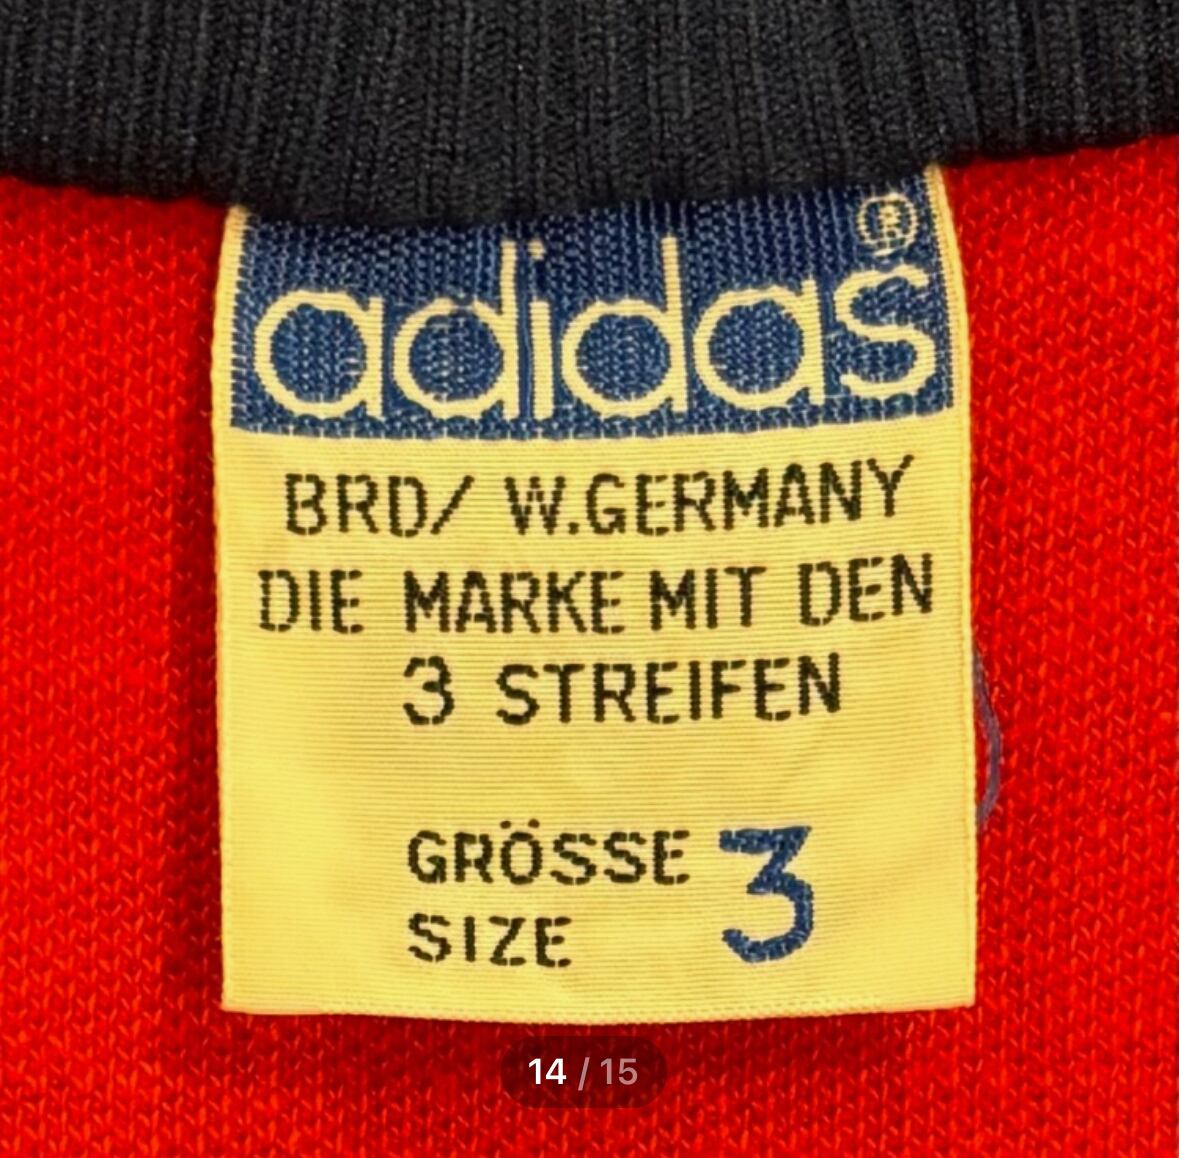 adidas®
BRD/ W.GERMANY
DIE MARKE MIT DEN
3 STREIFEN
GRÖSSE 3
SIZE
14 / 15